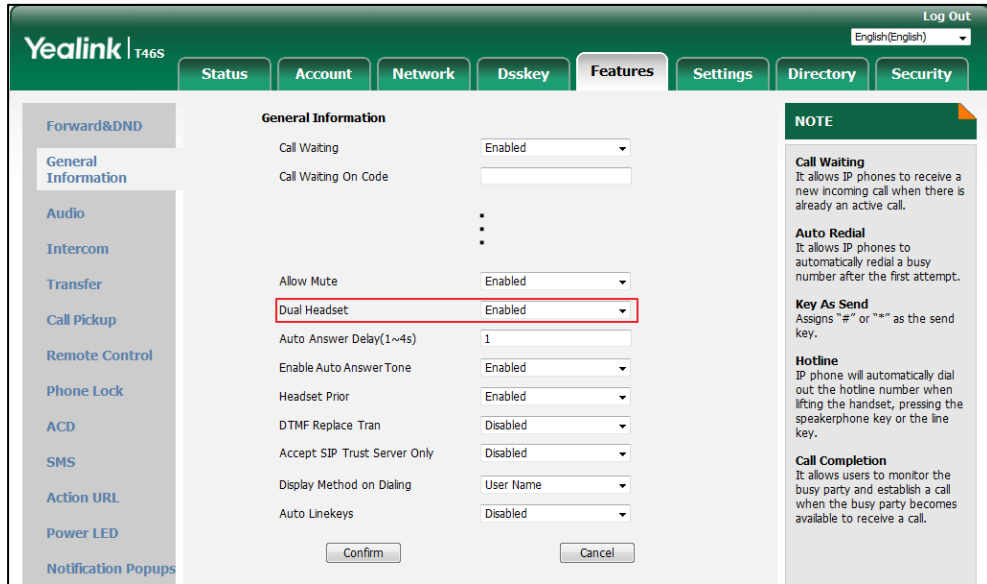 Log Out
English(English)
Yealink T46S
Status Account Network Dsskey Features Settings Directory Security
Forward&DND
General
Information
Audio
Intercom
Transfer
Call Pickup
Remote Control
Phone Lock
ACD
SMS
Action URL
Power LED
Notification Popups
General Information
Call Waiting Enabled
Call Waiting On Code
Allow Mute Enabled
Dual Headset Enabled
Auto Answer Delay(1~4s) 1
Enable Auto Answer Tone Enabled
Headset Prior Enabled
DTMF Replace Tran Disabled
Accept SIP Trust Server Only Disabled
Display Method on Dialing User Name
Auto Linekeys Disabled
Confirm Cancel
NOTE
Call Waiting
It allows IP phones to receive a
new incoming call when there is
already an active call.
Auto Redial
It allows IP phones to
automatically redial a busy
number after the first attempt.
Key As Send
Assigns "#" or "*" as the send
key.
Hotline
IP phone will automatically dial
out the hotline number when
lifting the handset, pressing the
speakerphone key or the line
key.
Call Completion
It allows users to monitor the
busy party and establish a call
when the busy party becomes
available to receive a call.